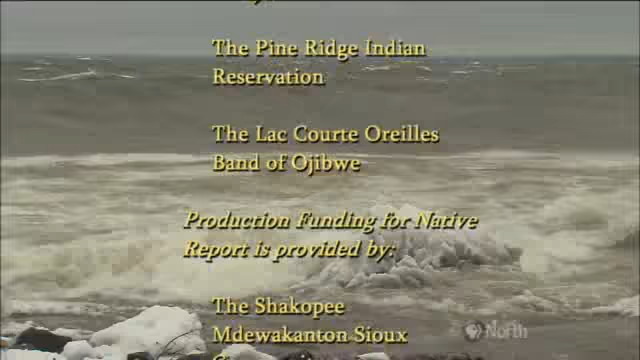 The Pine Ridge Indian
Reservation
The Lac Courte Oreilles
Band of Ojibwe
Production Funding for Native
Report is provided by:
The Shakopee
Mdewakanton Sioux
North